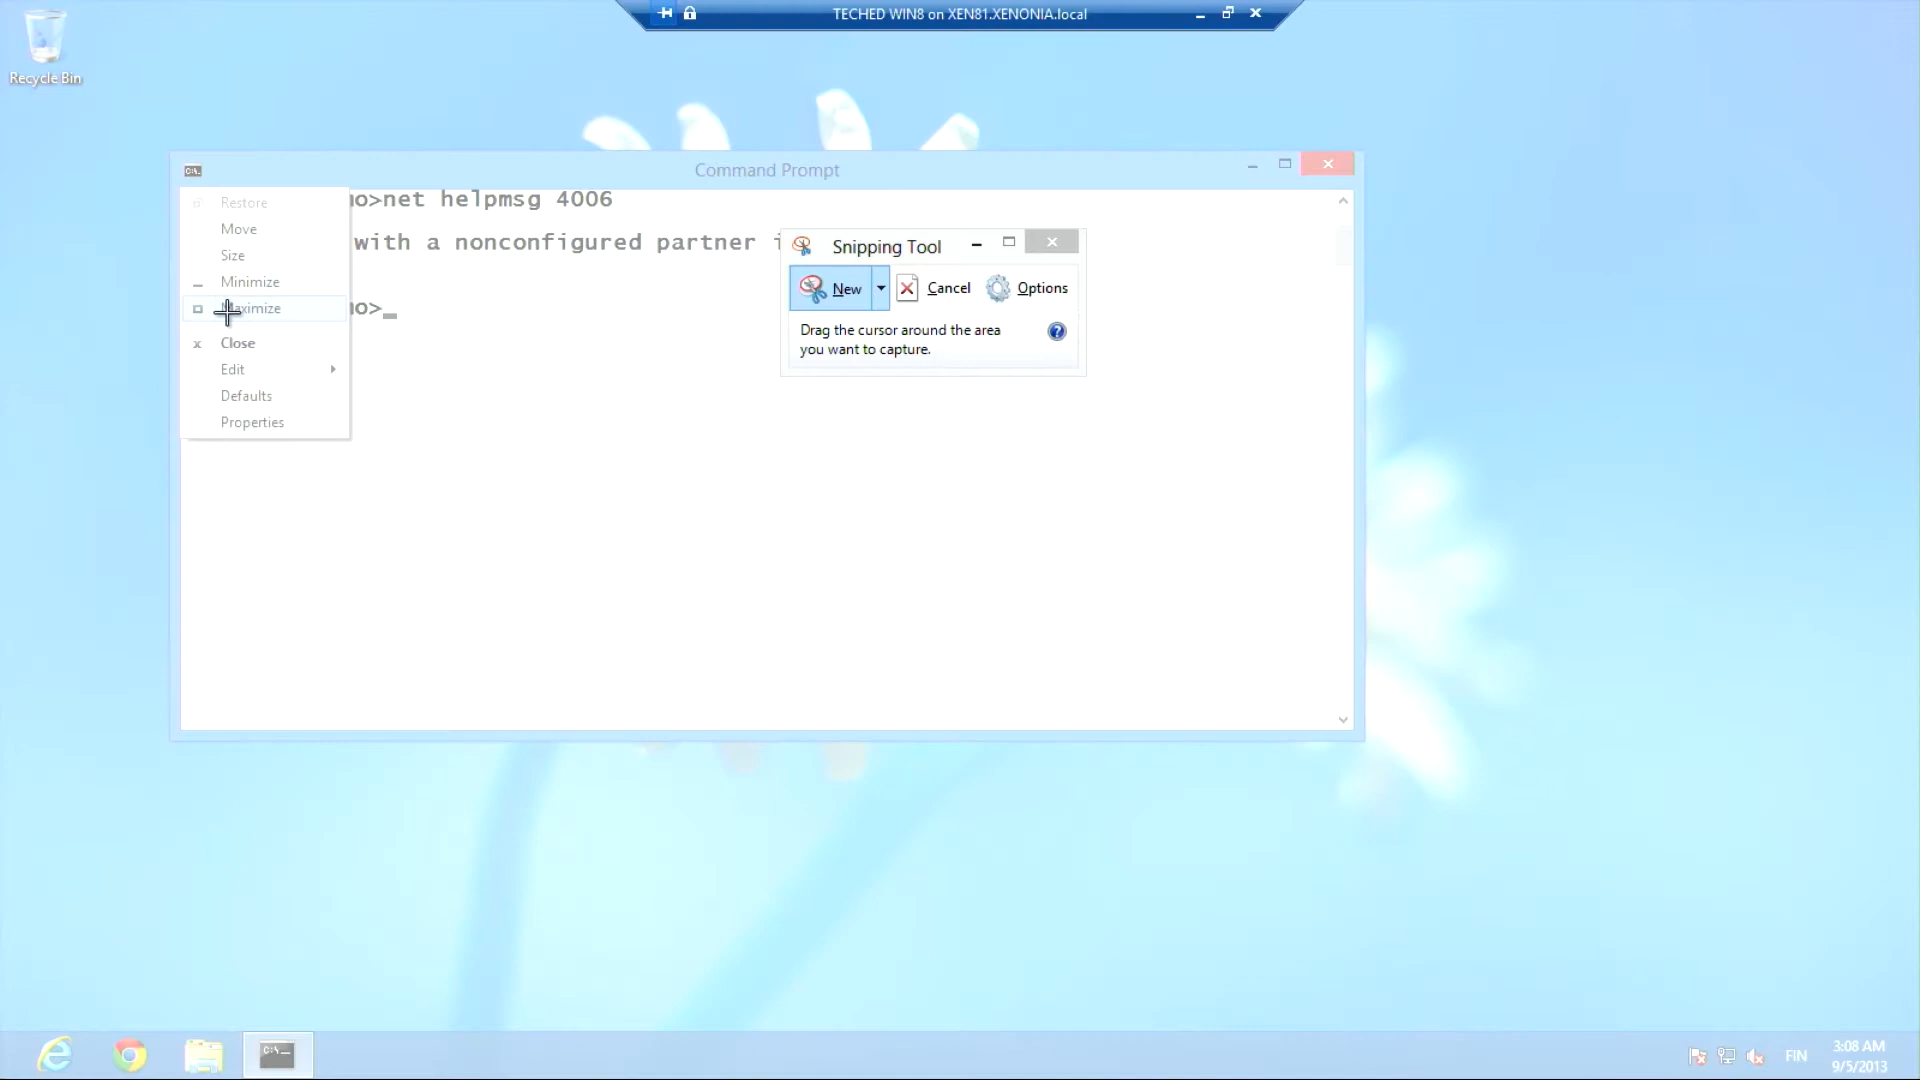 TECHED WIN8 on XEN81.XENONIA.local
Recycle Bin
Command Prompt
>net helpmsg 4006
with a nonconfigured partner
>_
Restore
Move
Size
Minimize
Maximize
Close
Edit
Defaults
Properties
Snipping Tool
New
Cancel
Options
Drag the cursor around the area
you want to capture.
FIN
3:08 AM
9/5/2013